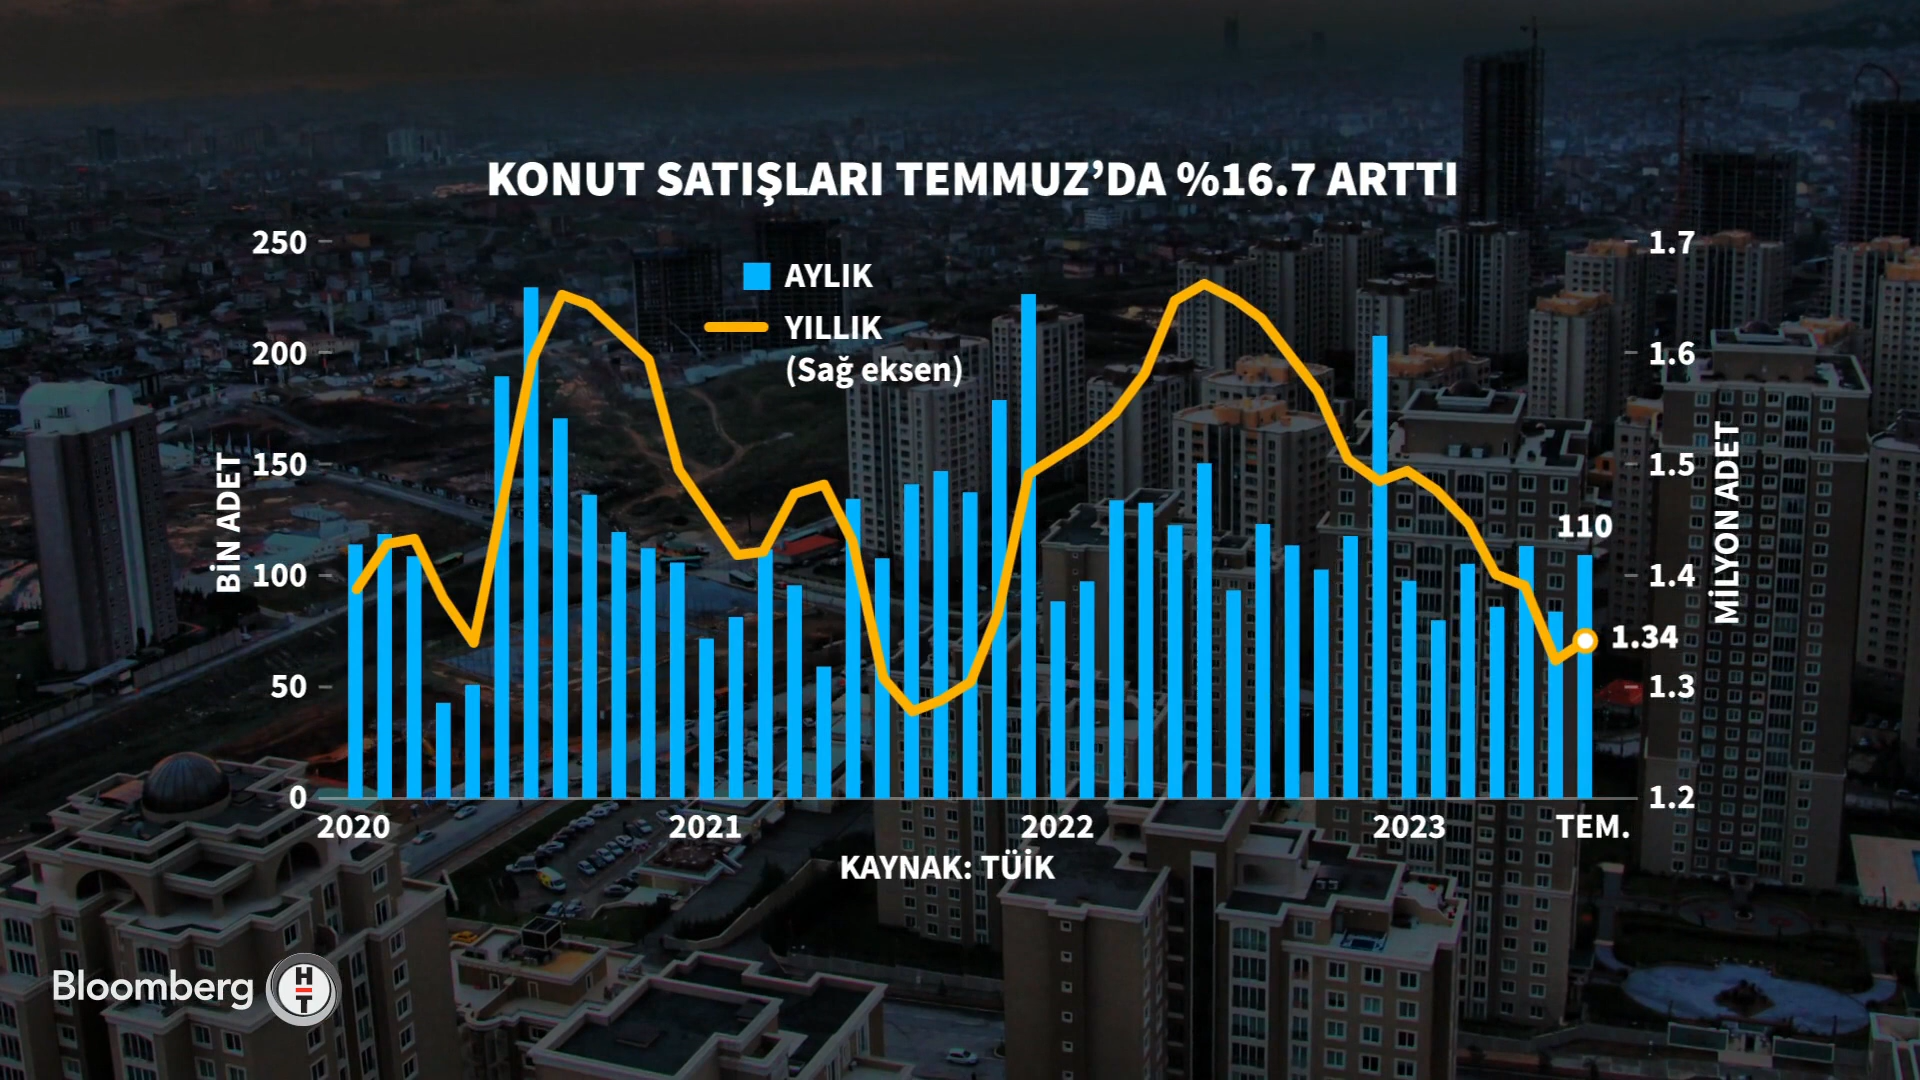 KONUT SATIŞLARI TEMMUZ’DA %16.7 ARTTI
AYLIK
YILLIK
(Sağ eksen)
BİN ADET
250
200
150
100
50
0
1.7
1.6
1.5
1.4
1.3
1.2
MİLYON ADET
110
1.34
2020
2021
2022
2023
TEM.
KAYNAK: TÜİK
Bloomberg HT